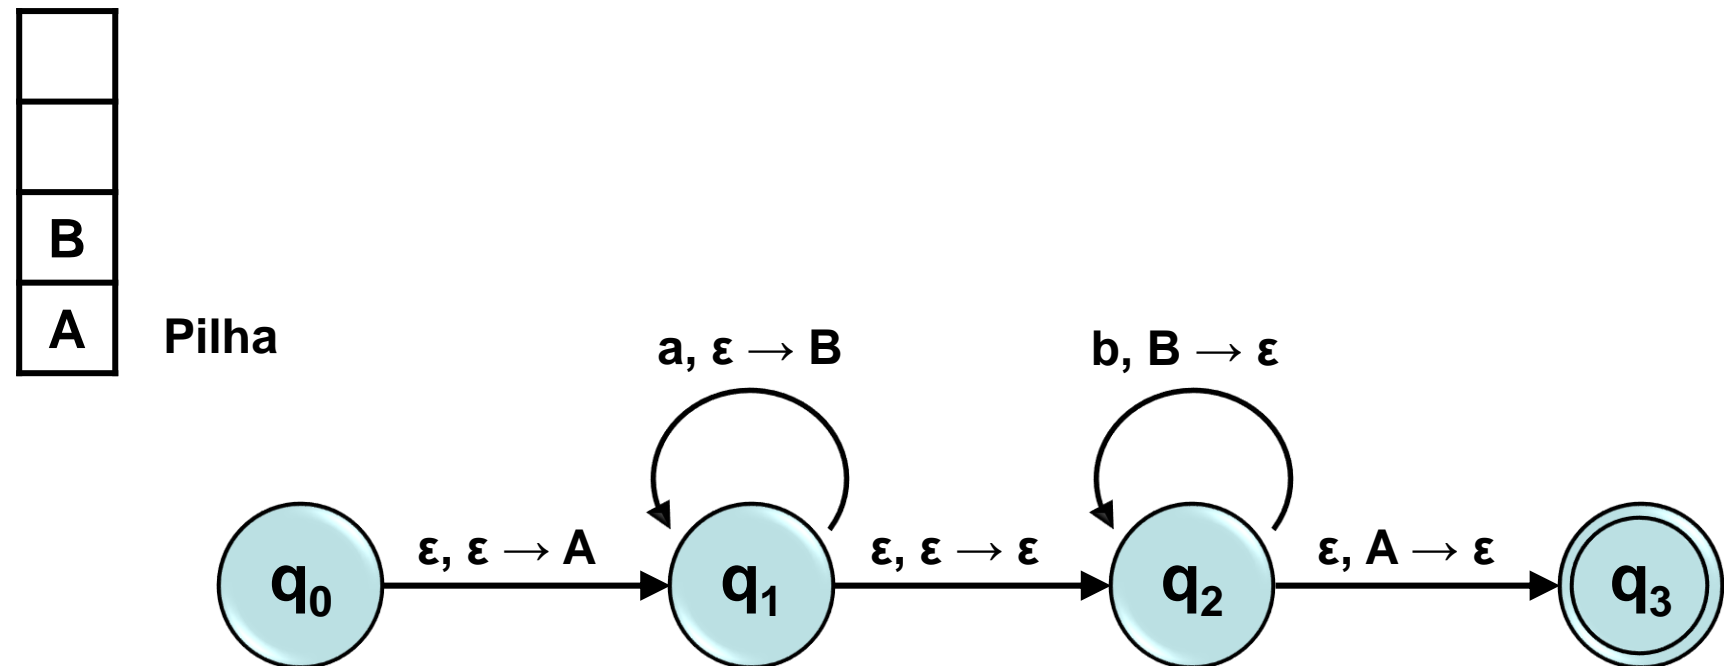 B
A
Pilha
a, ε → B
b, B → ε
ε, ε → A
ε, ε → ε
ε, A → ε
q₀
q₁
q₂
q₃